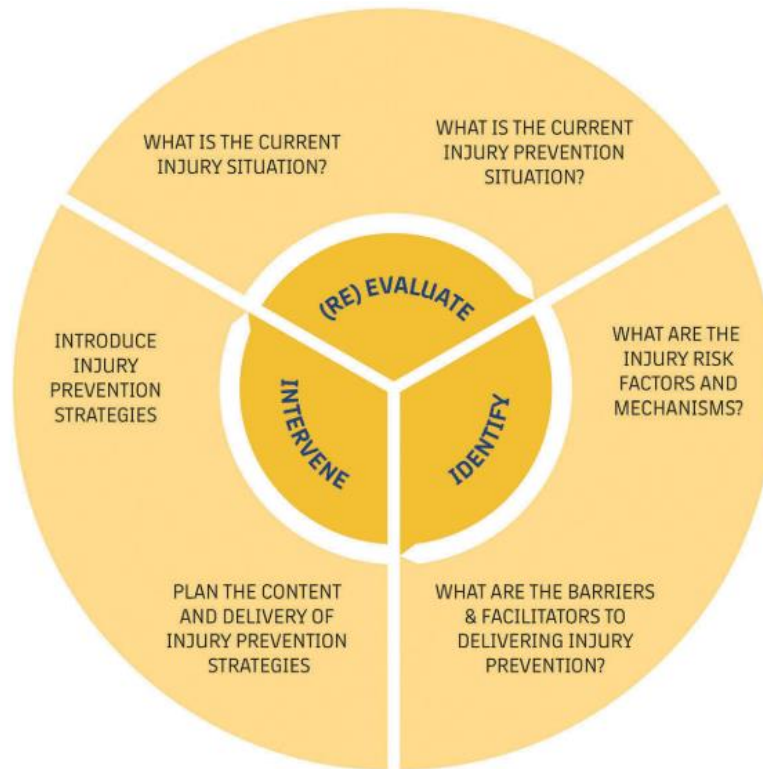 WHAT IS THE CURRENT
INJURY SITUATION?
WHAT IS THE CURRENT
INJURY PREVENTION
SITUATION?
(RE) EVALUATE
IDENTIFY
INTERVENE
WHAT ARE THE
INJURY RISK
FACTORS AND
MECHANISMS?
WHAT ARE THE BARRIERS
& FACILITATORS TO
DELIVERING INJURY
PREVENTION?
PLAN THE CONTENT
AND DELIVERY OF
INJURY PREVENTION
STRATEGIES
INTRODUCE
INJURY
PREVENTION
STRATEGIES